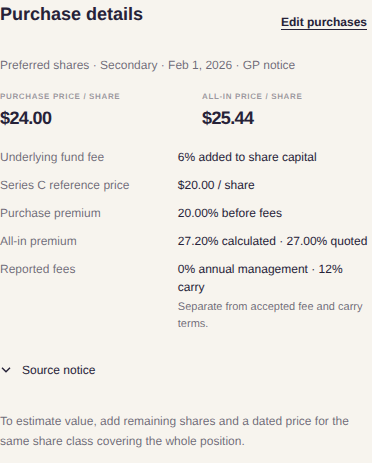 Purchase details
Edit purchases
Preferred shares · Secondary · Feb 1, 2026 · GP notice
PURCHASE PRICE / SHARE
ALL-IN PRICE / SHARE
$24.00
$25.44
Underlying fund fee
6% added to share capital
Series C reference price
$20.00 / share
Purchase premium
20.00% before fees
All-in premium
27.20% calculated · 27.00% quoted
Reported fees
0% annual management · 12%
carry
Separate from accepted fee and carry
terms.
Source notice
To estimate value, add remaining shares and a dated price for the
same share class covering the whole position.